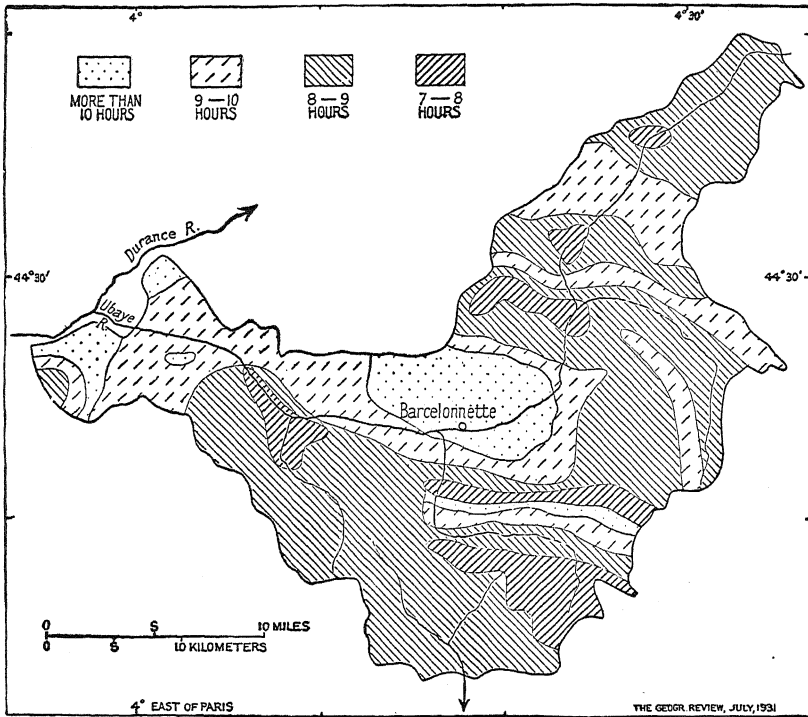 4°
4°30'
MORE THAN
10 HOURS
9 — 10
HOURS
8 — 9
HOURS
7 — 8
HOURS
Durance R.
44°30'
44°30'
Ubaye
R.
Barcelonnette
0 5 10 MILES
0 5 10 KILOMETERS
4° EAST OF PARIS
THE GEOGR. REVIEW, JULY, 1931